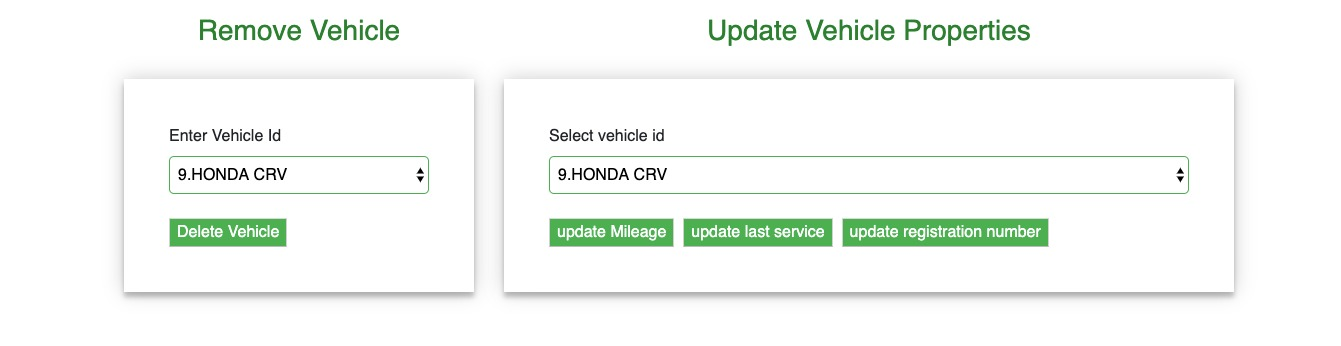 Remove Vehicle
Enter Vehicle Id
9.HONDA CRV
Delete Vehicle
Update Vehicle Properties
Select vehicle id
9.HONDA CRV
update Mileage update last service update registration number